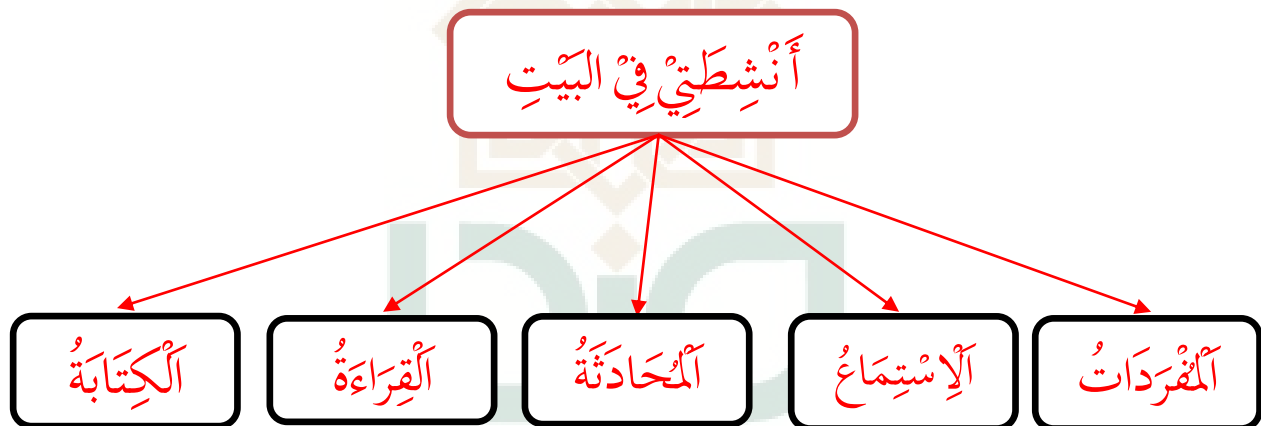 أَنْشِطَتِيْ فِيْ البَيْتِ
اَلْمُفْرَدَاتُ
اَلْاِسْتِمَاعُ
اَلْمُحَادَثَةُ
اَلْقِرَاءَةُ
اَلْكِتَابَةُ